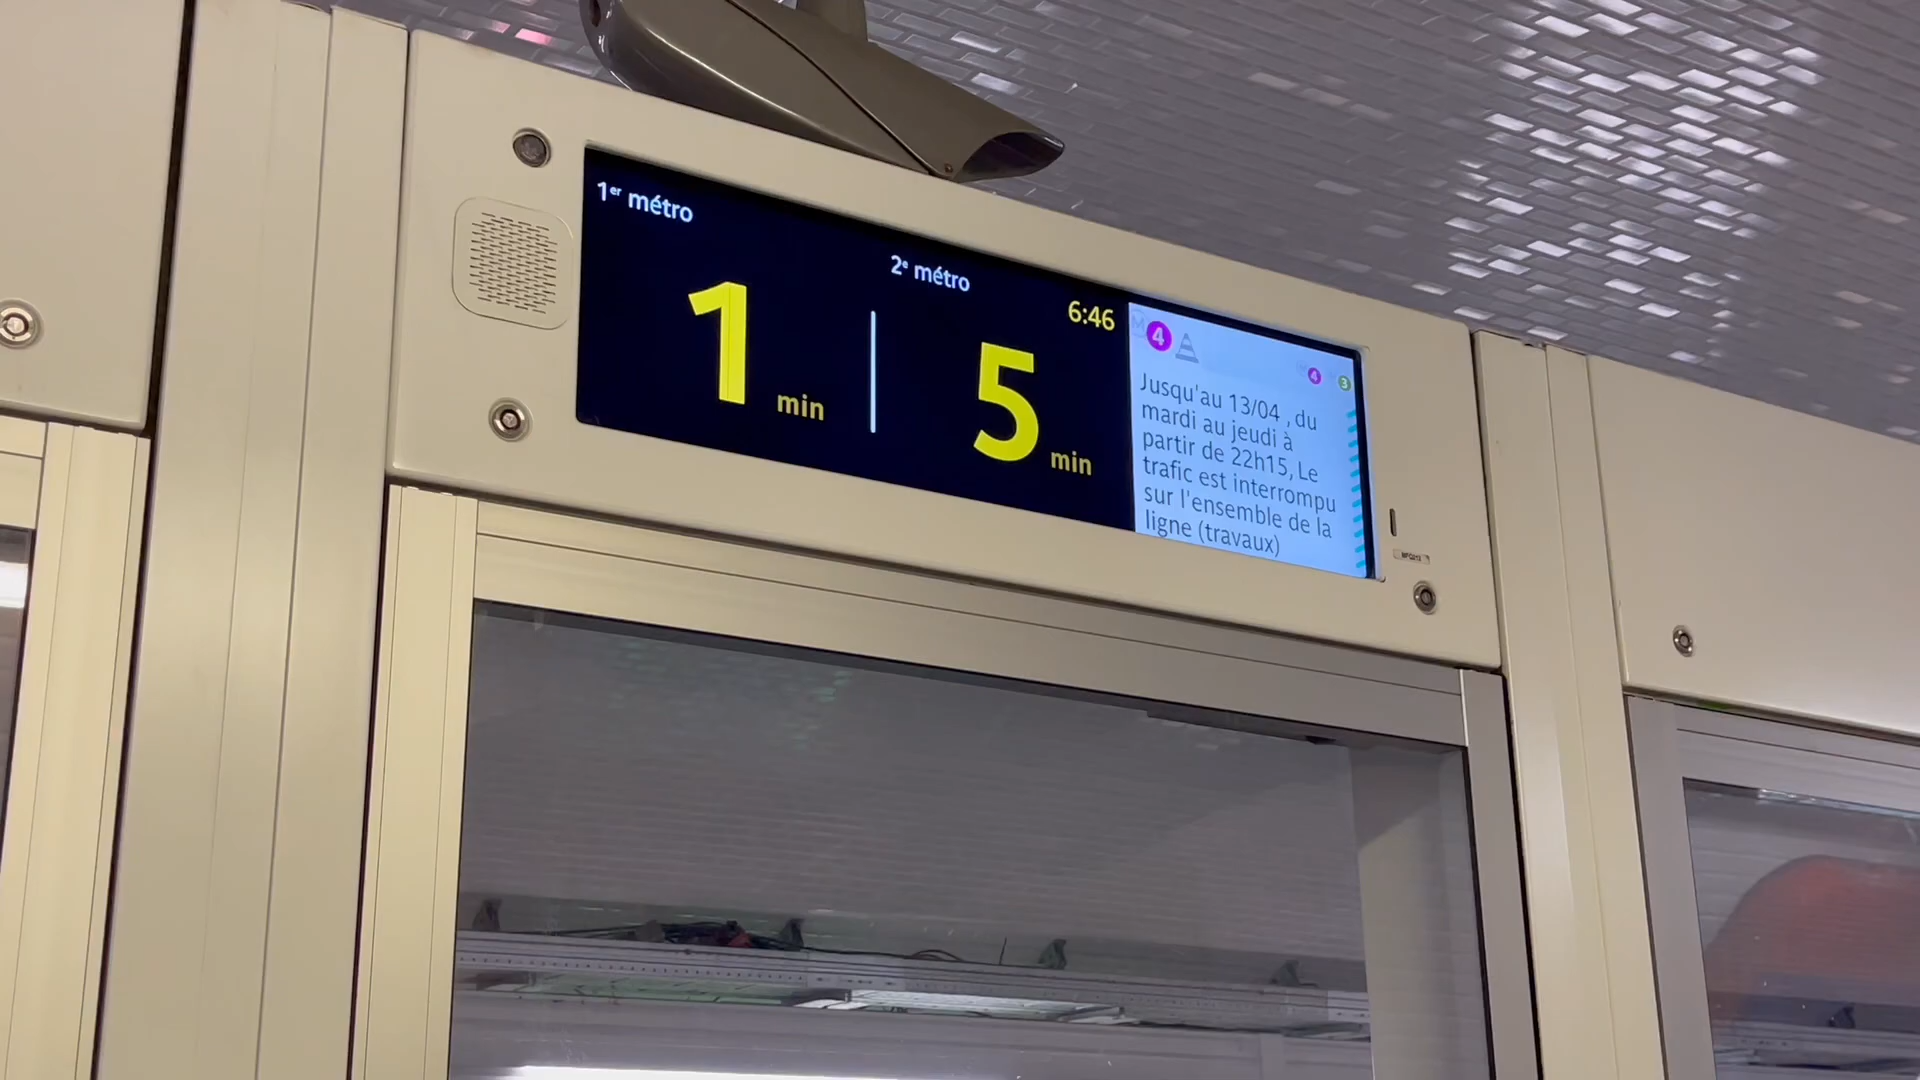 1er métro
1 min
2e métro
6:46
5 min
M 4
4 3
Jusqu'au 13/04 , du
mardi au jeudi à
partir de 22h15, Le
trafic est interrompu
sur l'ensemble de la
ligne (travaux)